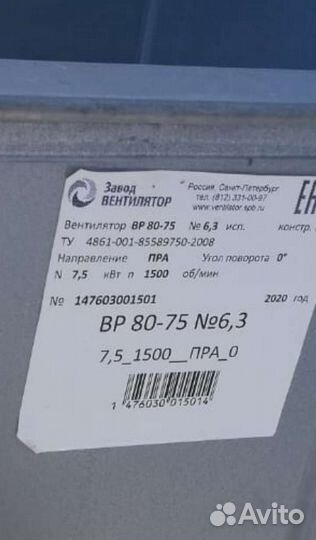 Завод
ВЕНТИЛЯТОР
Россия, Санкт-Петербург
тел. (812) 331-00-97
www.ventilator.spb.ru
Вентилятор ВР 80-75 № 6,3 исп. констр.
ТУ 4861-001-85589750-2008
Направление ПРА Угол поворота 0°
N 7,5 кВт n 1500 об/мин
№ 147603001501 2020 год
ВР 80-75 №6,3
7,5_1500__ПРА_0
1 476030 015014
Avito